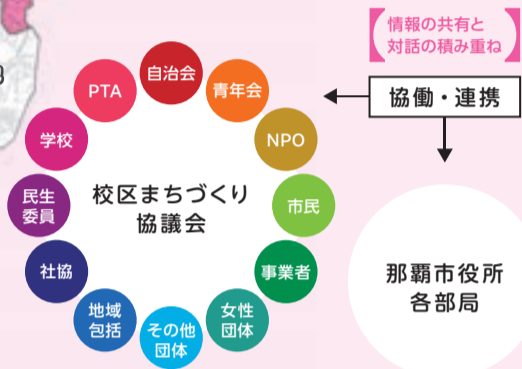 情報の共有と
対話の積み重ね
協働・連携
自治会
青年会
PTA
NPO
学校
市民
民生
委員
校区まちづくり
協議会
社協
事業者
地域
包括
その他
団体
女性
団体
那覇市役所
各部局